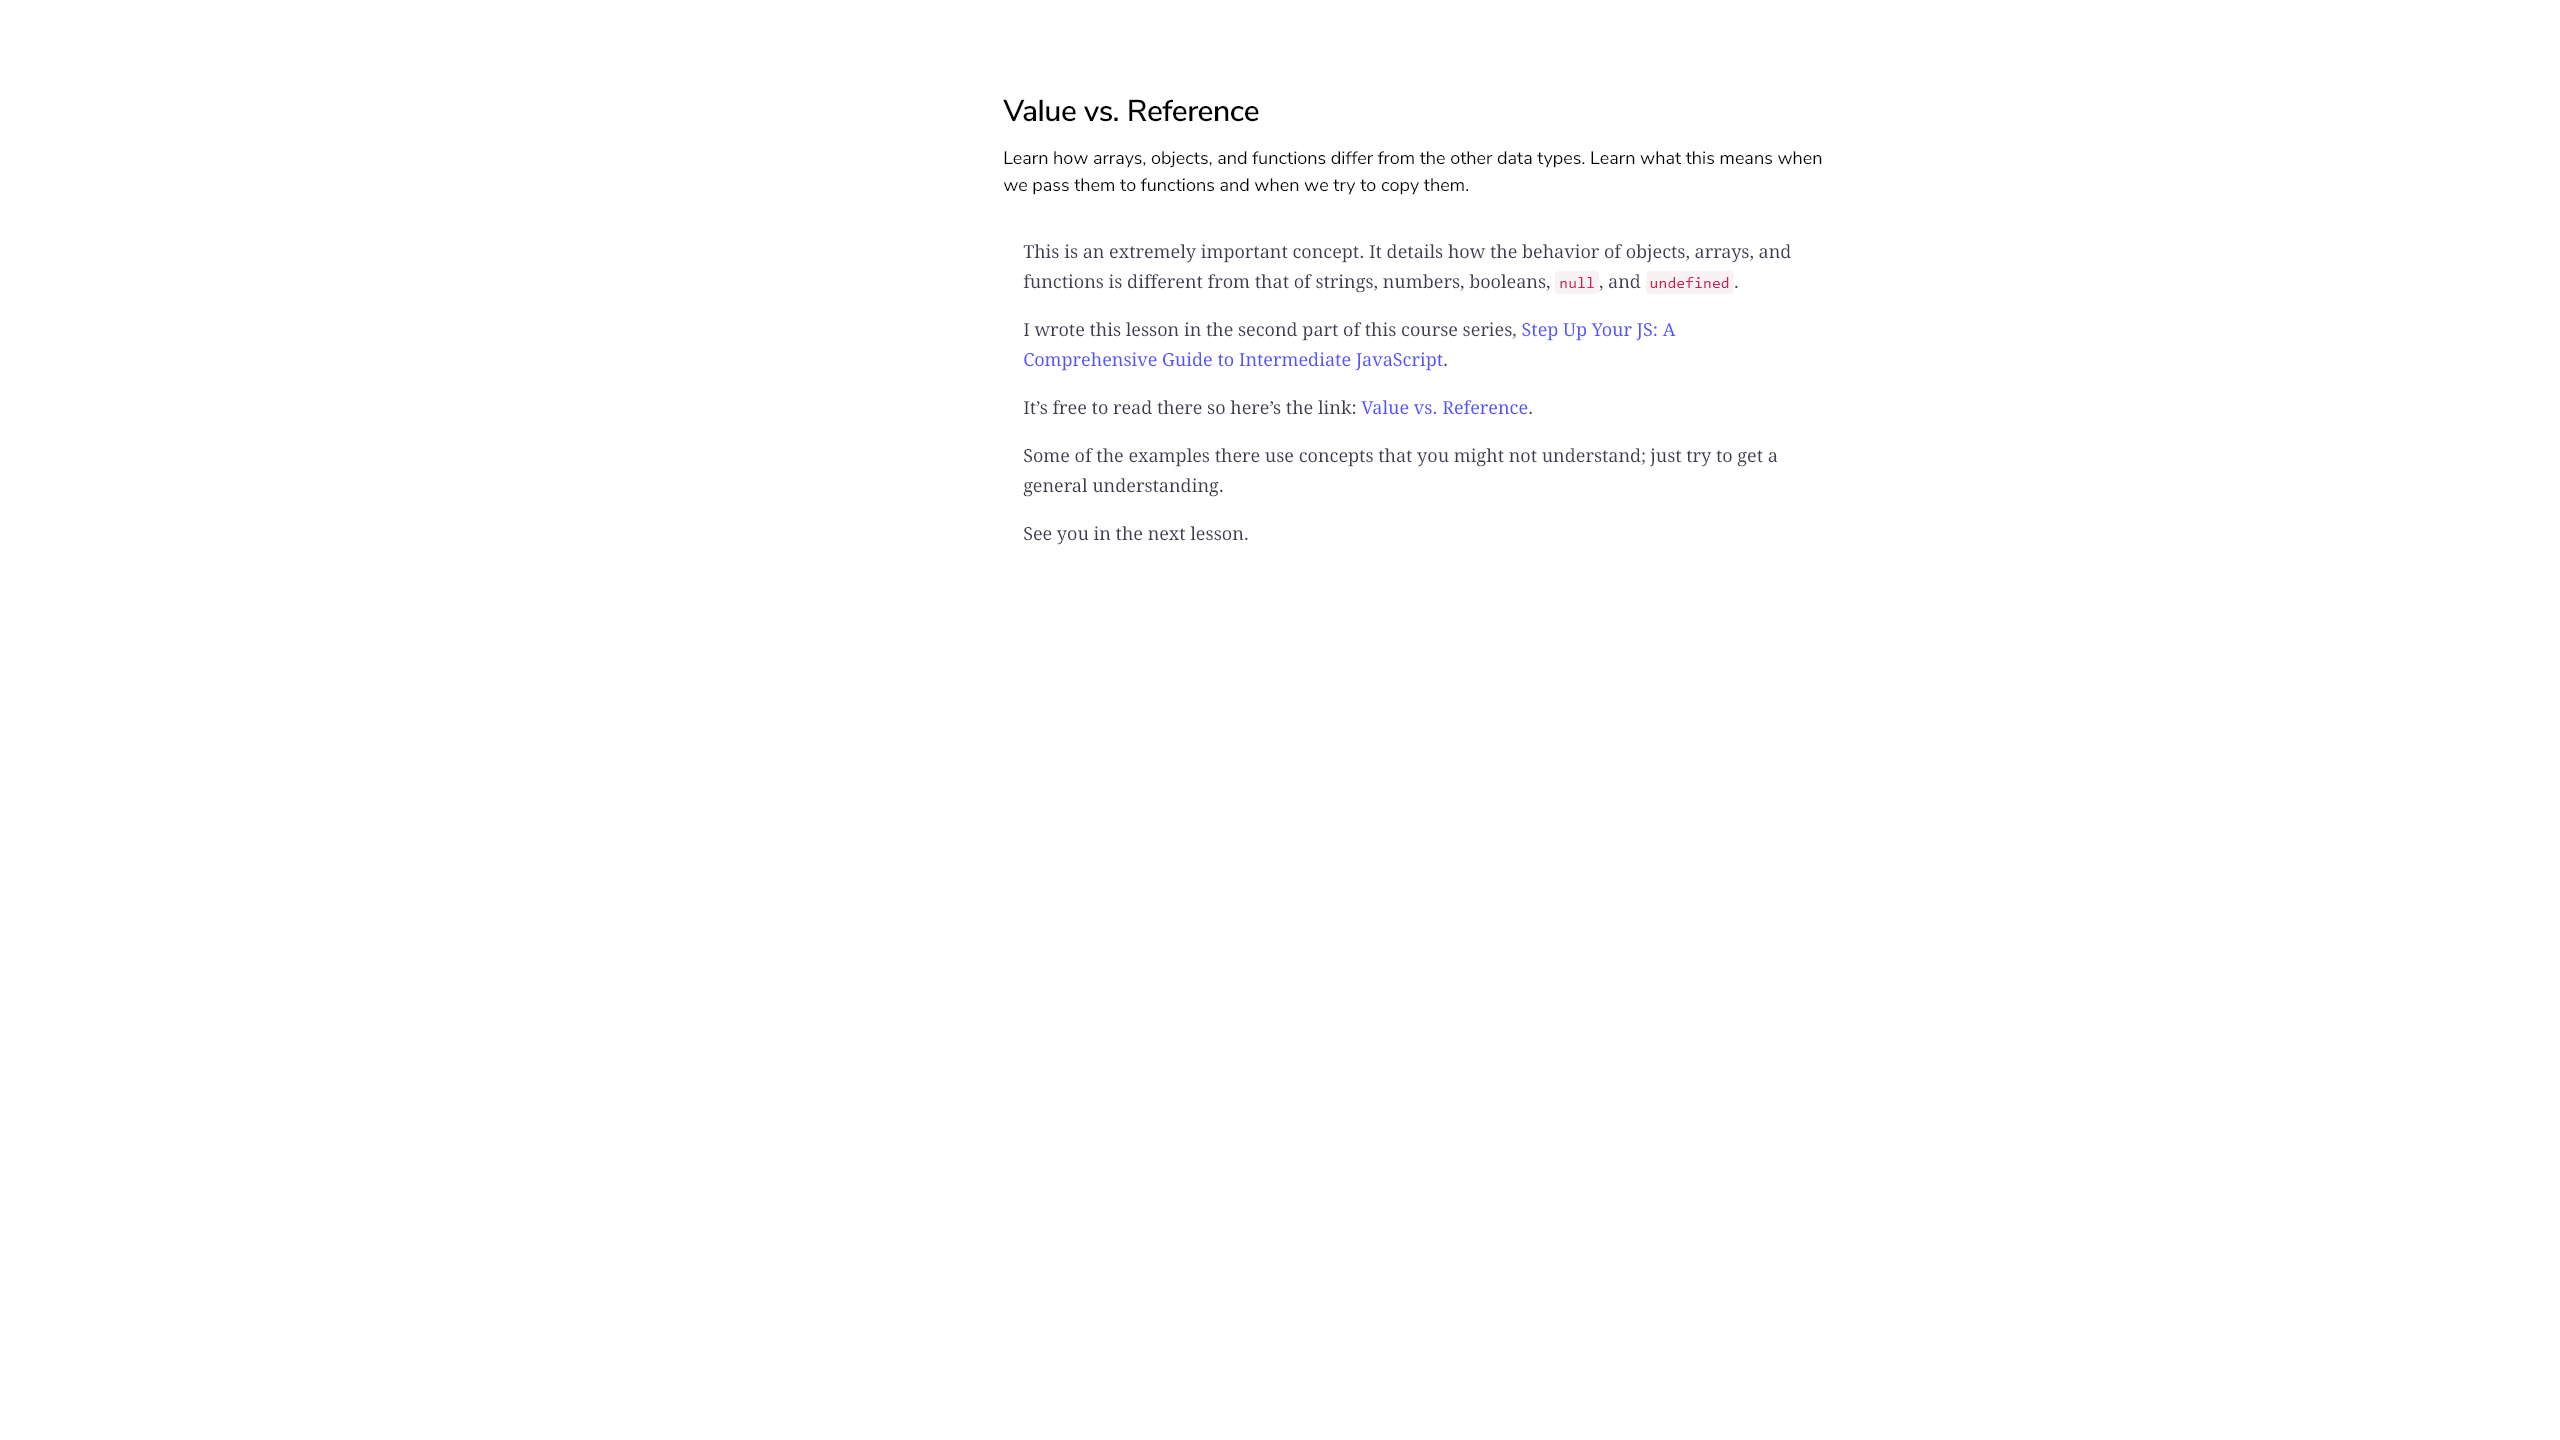 Value vs. Reference
Learn how arrays, objects, and functions differ from the other data types. Learn what this means when
we pass them to functions and when we try to copy them.
This is an extremely important concept. It details how the behavior of objects, arrays, and
functions is different from that of strings, numbers, booleans, null, and undefined.
I wrote this lesson in the second part of this course series, Step Up Your JS: A
Comprehensive Guide to Intermediate JavaScript.
It’s free to read there so here’s the link: Value vs. Reference.
Some of the examples there use concepts that you might not understand; just try to get a
general understanding.
See you in the next lesson.